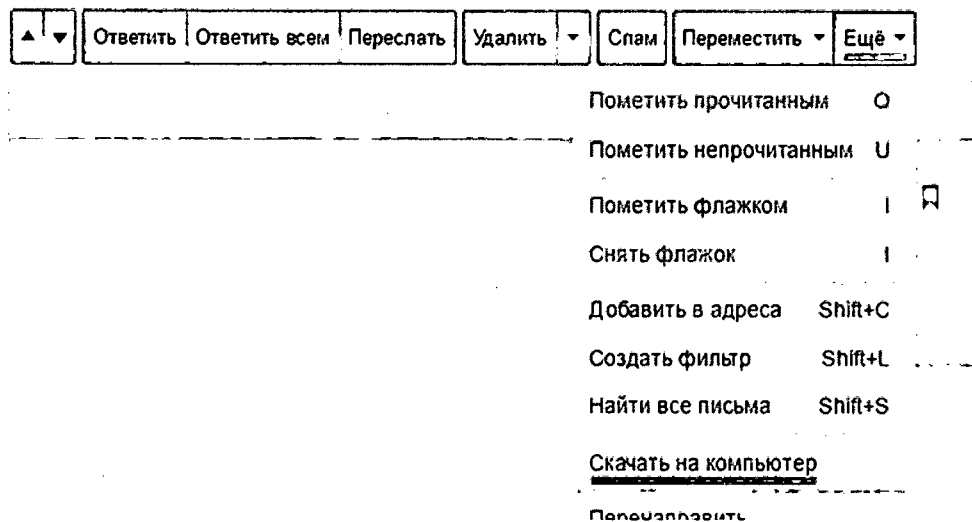 ▲ ▼ Ответить Ответить всем Переслать Удалить ▼ Спам Переместить ▼ Ещё ▼
Пометить прочитанным O
Пометить непрочитанным U
Пометить флажком I
Снять флажок I
Добавить в адреса Shift+C
Создать фильтр Shift+L
Найти все письма Shift+S
Скачать на компьютер
Перенаправить